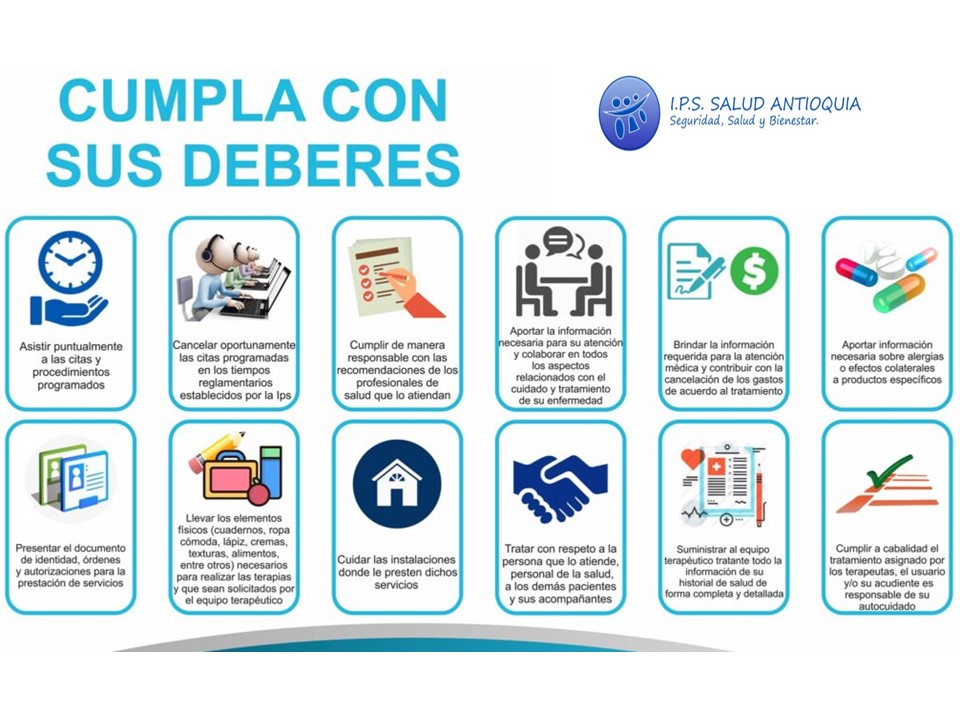 CUMPLA CON
SUS DEBERES
I.P.S. SALUD ANTIOQUIA
Seguridad, Salud y Bienestar.
Asistir puntualmente
a las citas y
procedimientos
programados
Cancelar oportunamente
las citas programadas
en los tiempos
reglamentarios
establecidos por la Ips
Cumplir de manera
responsable con las
recomendaciones de los
profesionales de
salud que lo atiendan
Aportar la información
necesaria para su atención
y colaborar en todos
los aspectos
relacionados con el
cuidado y tratamiento
de su enfermedad
$
Brindar la información
requerida para la atención
médica y contribuir con la
cancelación de los gastos
de acuerdo al tratamiento
Aportar información
necesaria sobre alergias
o efectos colaterales
a productos específicos
Presentar el documento
de identidad, órdenes
y autorizaciones para la
prestación de servicios
Llevar los elementos
físicos (cuadernos, ropa
cómoda, lápiz, cremas,
texturas, alimentos,
entre otros) necesarios
para realizar las terapias
y que sean solicitados por
el equipo terapéutico
Cuidar las instalaciones
donde le presten dichos
servicios
Tratar con respeto a la
persona que lo atiende,
personal de la salud,
a los demás pacientes
y sus acompañantes
Suministrar al equipo
terapéutico tratante todo la
información de su
historial de salud de
forma completa y detallada
Cumplir a cabalidad el
tratamiento asignado por
los terapeutas, el usuario
y/o su acudiente es
responsable de su
autocuidado